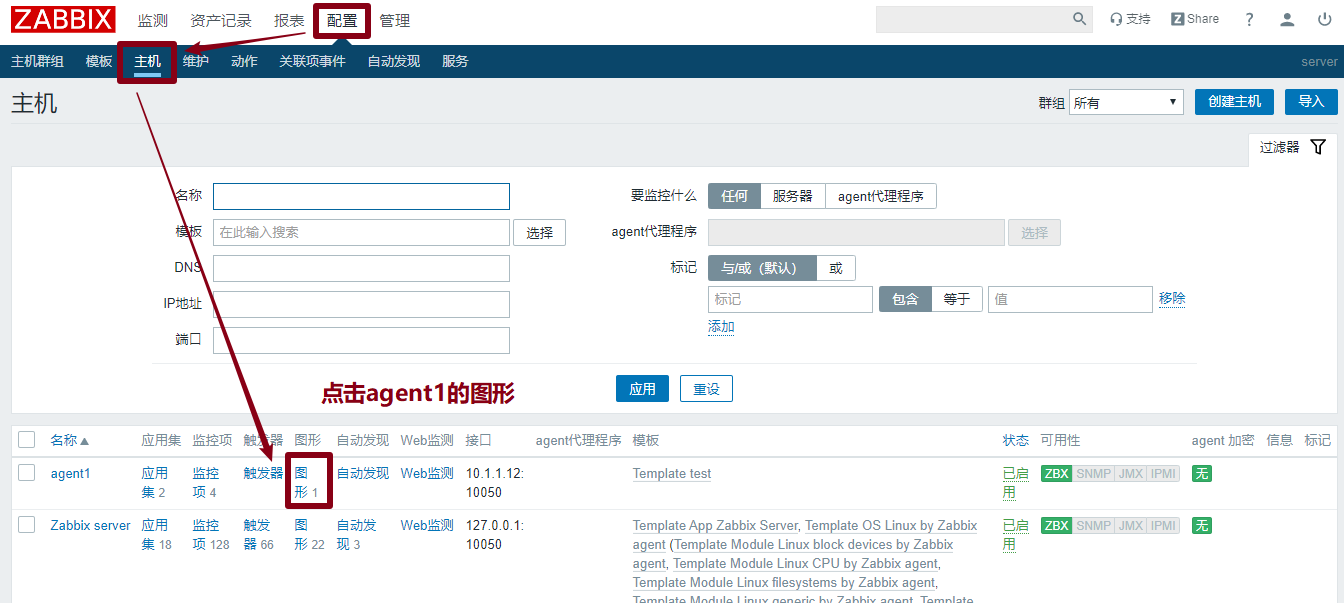 ZABBIX 监测 资产记录 报表 配置 管理 支持 Z Share ?
主机群组 模板 主机 维护 动作 关联项事件 自动发现 服务 server
主机 群组 所有 创建主机 导入
过滤器
名称 要监控什么 任何 服务器 agent代理程序
模板 在此输入搜索 选择 agent代理程序 选择
DNS 标记 与/或（默认） 或
IP地址 标记 包含 等于 值 移除
端口 添加
点击agent1的图形 应用 重设
名称 应用集 监控项 触发器 图形 自动发现 Web监测 接口 agent代理程序 模板 状态 可用性 agent 加密 信息 标记
agent1 应用 监控 触发器 图 自动发现 Web监测 10.1.1.12: Template test 已启 ZBX SNMP JMX IPMI 无
集 2 项 4 形 1 10050 用
Zabbix server 应用 监控 触发 图 自动发 Web监测 127.0.0.1: Template App Zabbix Server, Template OS Linux by Zabbix 已启 ZBX SNMP JMX IPMI 无
集 18 项 128 器 66 形 22 现 3 10050 agent (Template Module Linux block devices by Zabbix 用
agent, Template Module Linux CPU by Zabbix agent,
Template Module Linux filesystems by Zabbix agent,
Template Module Linux generic by Zabbix agent, Template